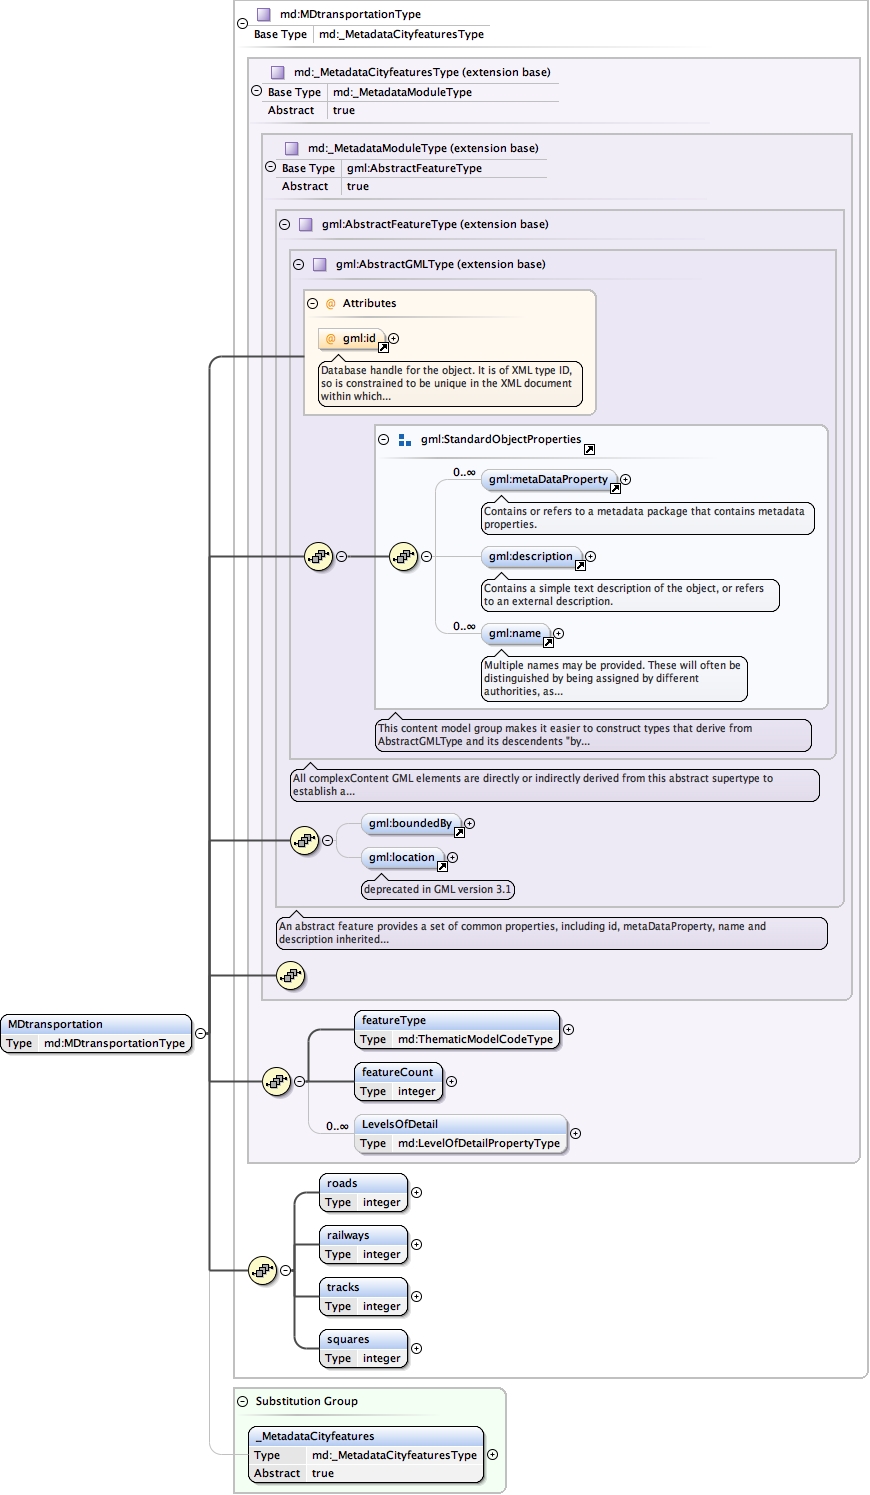 md:MDtransportationType
Base Type md:_MetadataCityfeaturesType
md:_MetadataCityfeaturesType (extension base)
Base Type md:_MetadataModuleType
Abstract true
md:_MetadataModuleType (extension base)
Base Type gml:AbstractFeatureType
Abstract true
gml:AbstractFeatureType (extension base)
gml:AbstractGMLType (extension base)
@ Attributes
@ gml:id
Database handle for the object. It is of XML type ID,
so is constrained to be unique in the XML document
within which...
gml:StandardObjectProperties
0..∞
gml:metaDataProperty
Contains or refers to a metadata package that contains metadata
properties.
gml:description
Contains a simple text description of the object, or refers
to an external description.
0..∞
gml:name
Multiple names may be provided. These will often be
distinguished by being assigned by different
authorities, as...
This content model group makes it easier to construct types that derive from
AbstractGMLType and its descendents "by...
All complexContent GML elements are directly or indirectly derived from this abstract supertype to
establish a...
gml:boundedBy
gml:location
deprecated in GML version 3.1
An abstract feature provides a set of common properties, including id, metaDataProperty, name and
description inherited...
MDtransportation
Type md:MDtransportationType
featureType
Type md:ThematicModelCodeType
featureCount
Type integer
0..∞
LevelsOfDetail
Type md:LevelOfDetailPropertyType
roads
Type integer
railways
Type integer
tracks
Type integer
squares
Type integer
Substitution Group
_MetadataCityfeatures
Type md:_MetadataCityfeaturesType
Abstract true